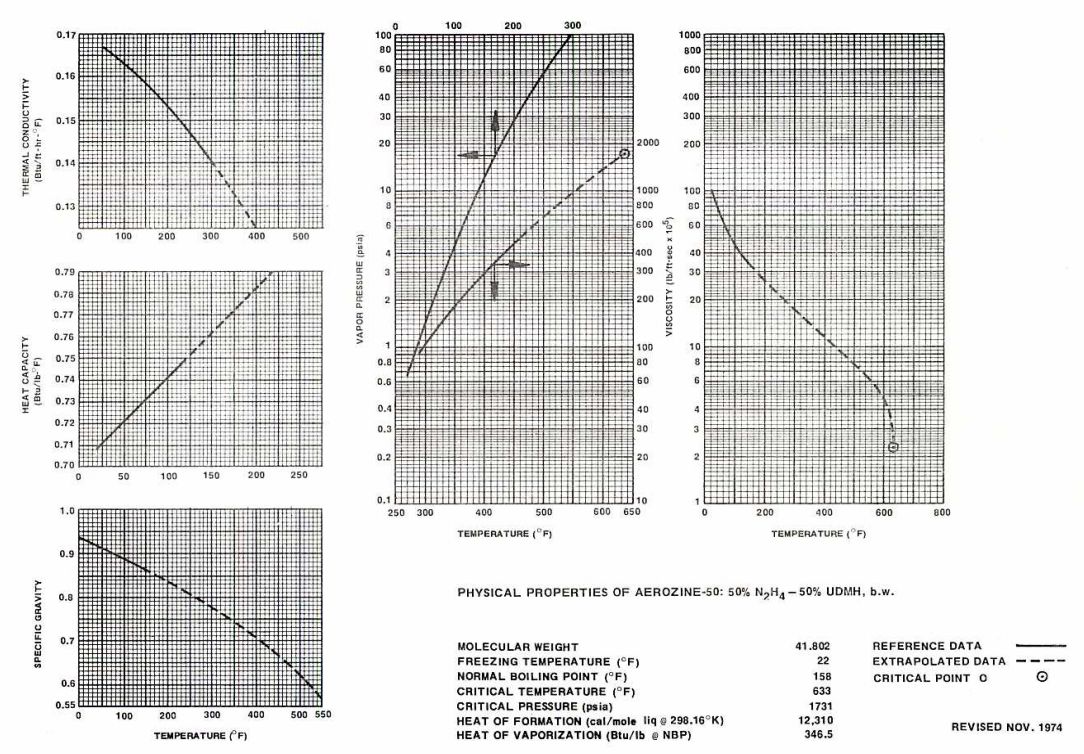 0.17
0.16
0.15
0.14
0.13
THERMAL CONDUCTIVITY
(Btu/ft-hr-°F)
0 100 200 300 400 500
0.79
0.78
0.77
0.76
0.75
0.74
0.73
0.72
0.71
0.70
HEAT CAPACITY
(Btu/lb-°F)
0 50 100 150 200 250
1.0
0.9
0.8
0.7
0.6
0.55
SPECIFIC GRAVITY
0 100 200 300 400 500 550
TEMPERATURE (°F)
0 100 200 300
100
80
60
40
30
20
10
8
6
4
3
2
1
0.8
0.6
0.4
0.3
0.2
0.1
VAPOR PRESSURE (psia)
2000
1000
800
600
400
300
200
100
80
60
40
30
20
10
250 300 400 500 600 650
TEMPERATURE (°F)
1000
800
600
400
300
200
100
80
60
40
30
20
10
8
6
4
3
2
1
VISCOSITY (lb/ft-sec x 10⁵)
0 200 400 600 800
TEMPERATURE (°F)
PHYSICAL PROPERTIES OF AEROZINE-50: 50% N₂H₄ – 50% UDMH, b.w.
MOLECULAR WEIGHT 41.802
FREEZING TEMPERATURE (°F) 22
NORMAL BOILING POINT (°F) 158
CRITICAL TEMPERATURE (°F) 633
CRITICAL PRESSURE (psia) 1731
HEAT OF FORMATION (cal/mole liq @ 298.16°K) 12,310
HEAT OF VAPORIZATION (Btu/lb @ NBP) 346.5
REFERENCE DATA
EXTRAPOLATED DATA
CRITICAL POINT O
REVISED NOV. 1974